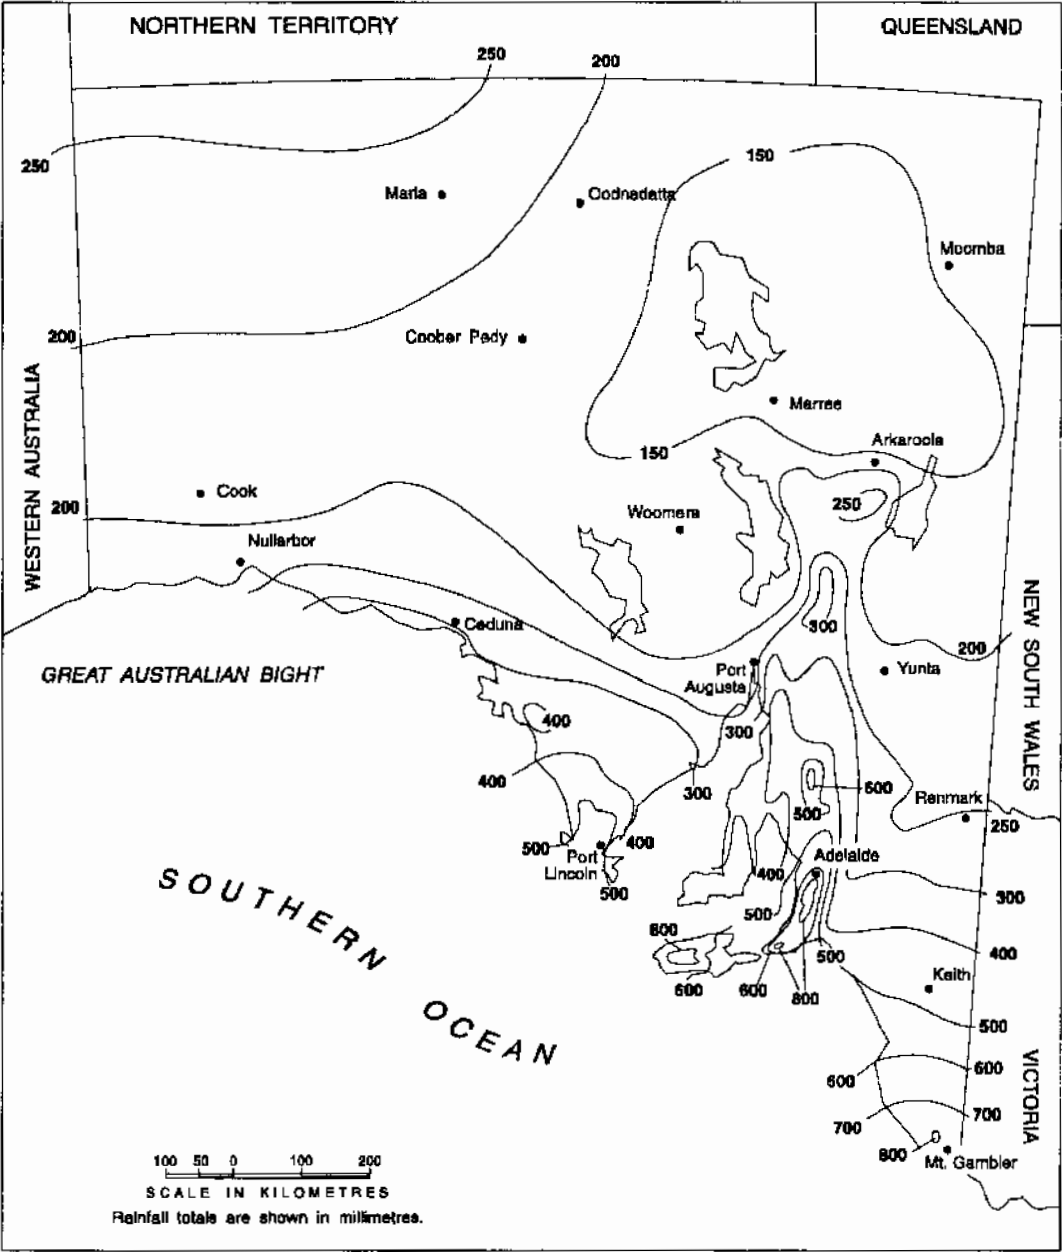 NORTHERN TERRITORY
QUEENSLAND
250
200
250
150
Marla
Oodnadatta
Moomba
200
Coober Pedy
WESTERN AUSTRALIA
Marree
150
Arkaroola
200
Cook
250
Woomera
Nullarbor
NEW SOUTH WALES
Ceduna
300
200
GREAT AUSTRALIAN BIGHT
Port
Augusta
Yunta
400
300
400
300
600
500
Renmark
250
500
400
Port
Lincoln
500
Adelaide
400
300
SOUTHERN
OCEAN
500
800
500
400
Keith
600
600
800
500
VICTORIA
600
600
700
700
800
Mt. Gambier
100 50 0 100 200
SCALE IN KILOMETRES
Rainfall totals are shown in millimetres.